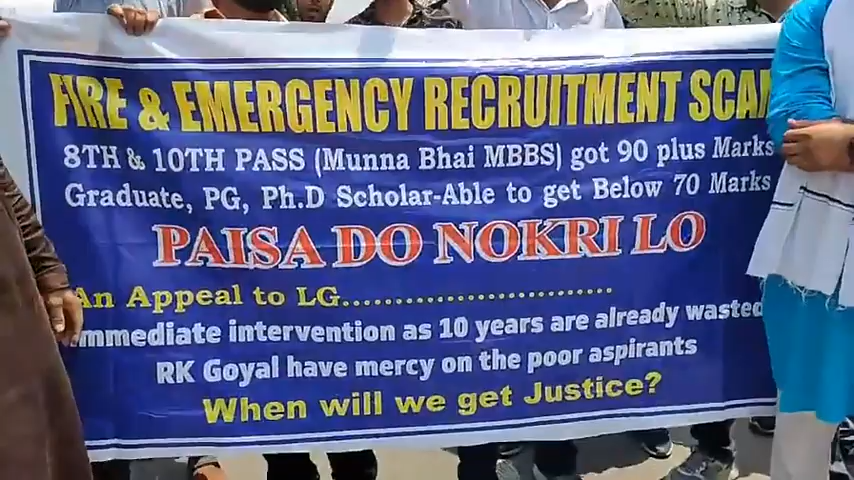 FIRE & EMERGENCY RECRUITMENT SCAM
8TH & 10TH PASS (MUNNA BHAI MBBS) GOT 90 PLUS MARKS
GRADUATE, PG, PH.D SCHOLAR-ABLE TO GET BELOW 70 MARKS
PAISA DO NOKRI LO
An Appeal to LG..............................
Immediate intervention as 10 years are already wasted
RK Goyal have mercy on the poor aspirants
When will we get Justice ?